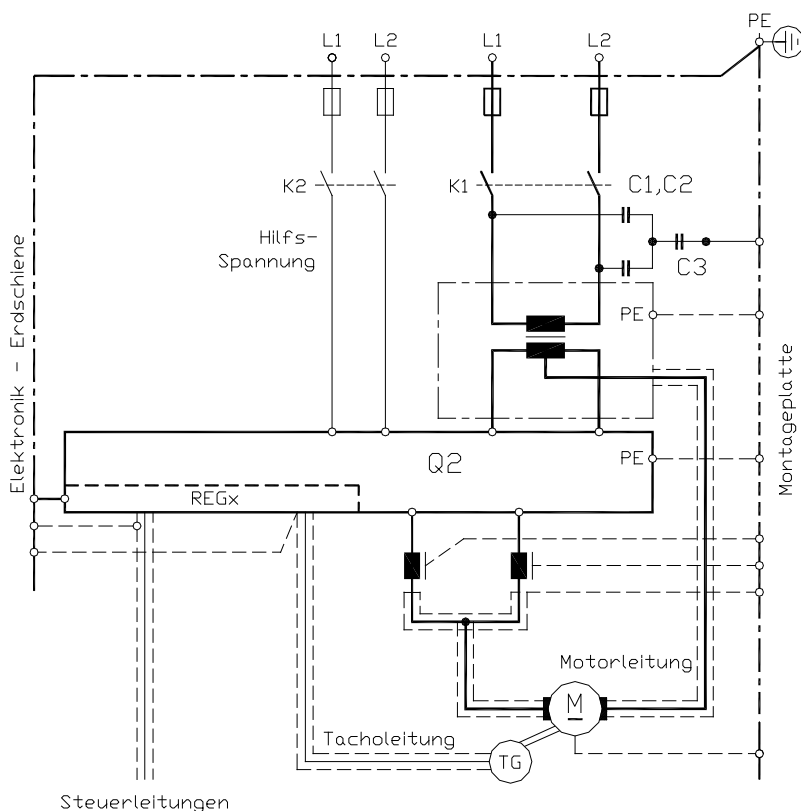 PE
L1 L2 L1 L2
K2 K1 C1,C2
Hilfs-
Spannung
C3
PE
Elektronik - Erdschiene
Montageplatte
Q2 PE
REGx
Motorleitung
M
Tacholeitung
TG
Steuerleitungen